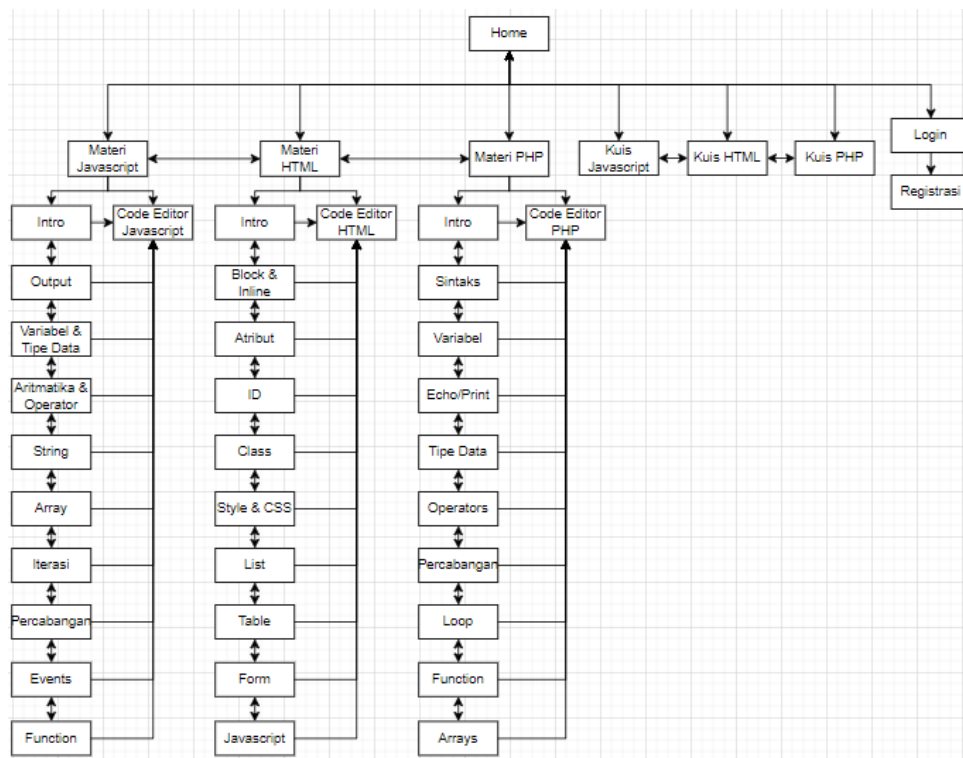 Home
Login
Materi
Javascript
Materi
HTML
Materi PHP
Kuis
Javascript
Kuis HTML
Kuis PHP
Registrasi
Intro
Code Editor
Javascript
Intro
Code Editor
HTML
Intro
Code Editor
PHP
Output
Block &
Inline
Sintaks
Variabel &
Tipe Data
Atribut
Variabel
Aritmatika &
Operator
ID
Echo/Print
String
Class
Tipe Data
Array
Style & CSS
Operators
Iterasi
List
Percabangan
Percabangan
Table
Loop
Events
Form
Function
Function
Javascript
Arrays